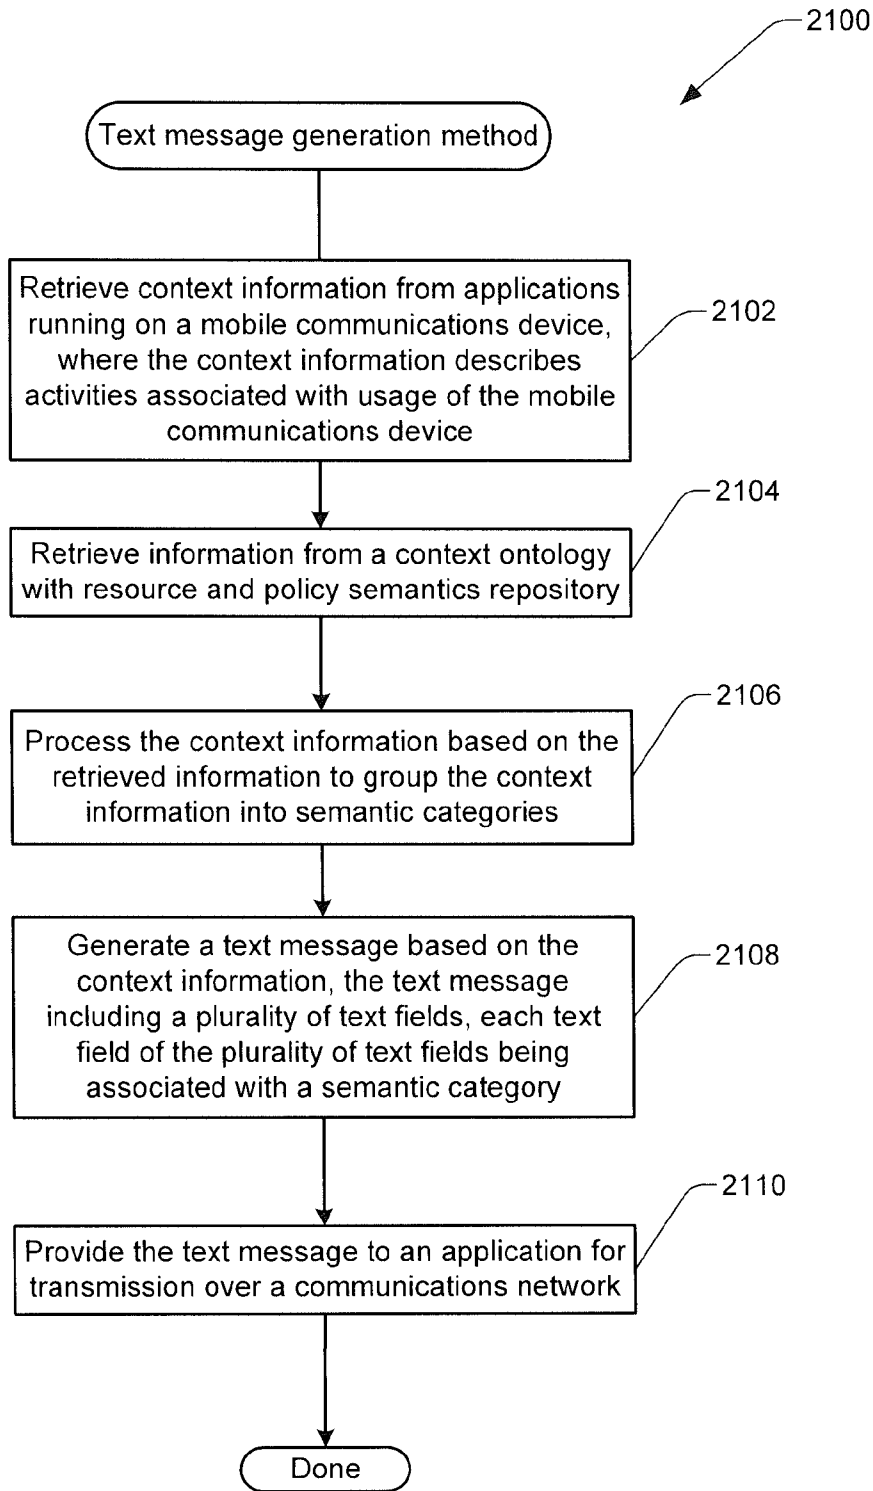 2100
Text message generation method
Retrieve context information from applications
running on a mobile communications device,
where the context information describes
activities associated with usage of the mobile
communications device
2102
Retrieve information from a context ontology
with resource and policy semantics repository
2104
Process the context information based on the
retrieved information to group the context
information into semantic categories
2106
Generate a text message based on the
context information, the text message
including a plurality of text fields, each text
field of the plurality of text fields being
associated with a semantic category
2108
Provide the text message to an application for
transmission over a communications network
2110
Done